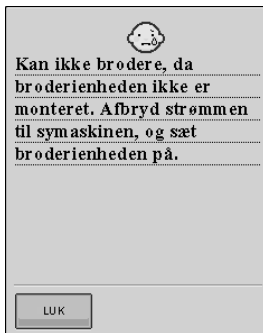 Kan ikke brodere, da
broderienheden ikke er
monteret. Afbryd strømmen
til symaskinen, og sæt
broderienheden på.
LUK